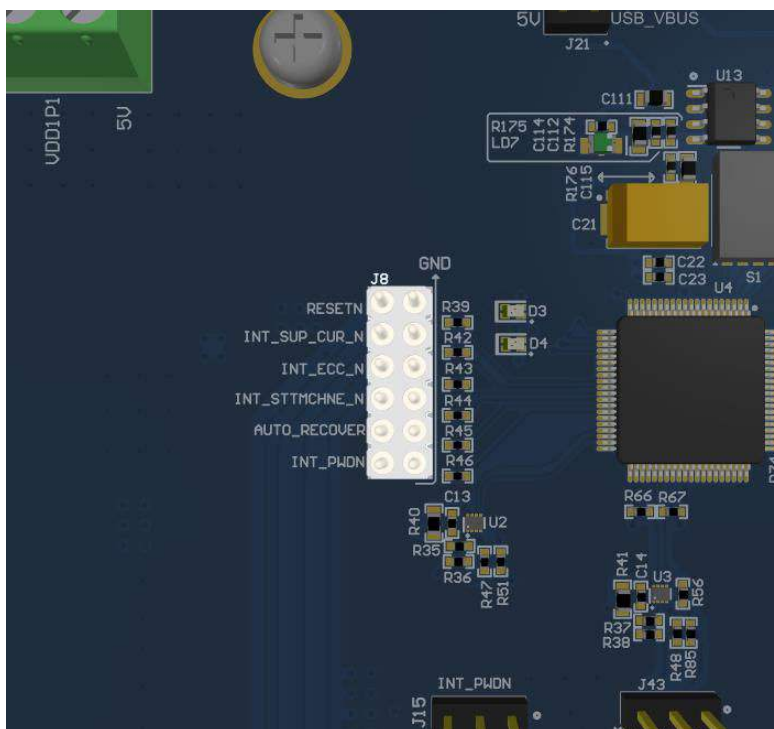 5V
USB_VBUS
J21
U13
C111
VDD1P1
5V
R175
LD7
C114
C112
R174
R176
C115
C21
GND
J8
C22
C23
S1
U4
RESETN
R39
D3
INT_SUP_CUR_N
R42
D4
INT_ECC_N
R43
INT_STTMCHNE_N
R44
AUTO_RECOVER
R45
INT_PWDN
R46
C13
R40
U2
R35
R36
R47
R51
R66
R67
R41
C14
U3
R56
R37
R38
R48
R85
INT_PWDN
J15
J43